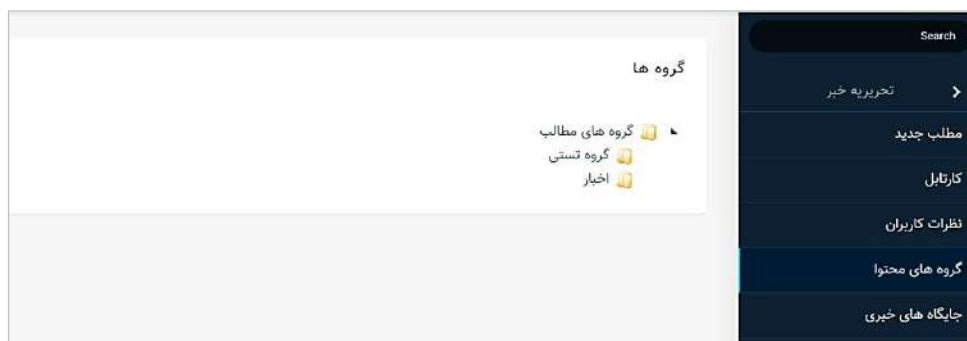 Search
تحریریه خبر
مطلب جدید
کارتابل
نظرات کاربران
گروه های محتوا
جایگاه های خبری
گروه ها
گروه های مطالب
گروه تستی
اخبار